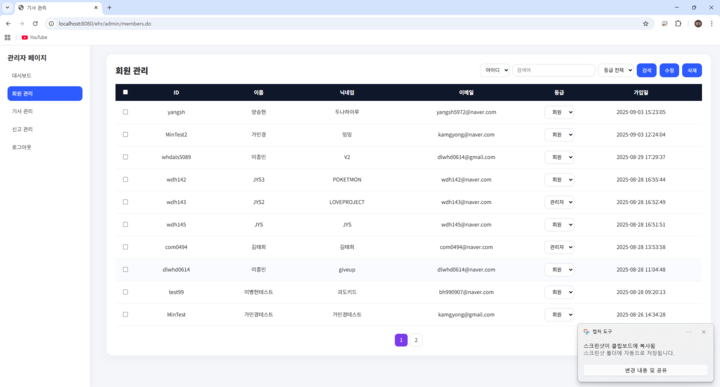 기사 관리
localhost:8080/ehr/admin/members.do
YouTube
관리자 페이지
대시보드
회원 관리
기사 관리
신고 관리
로그아웃
회원 관리
아이디 검색어 등급 전체 검색 수정 삭제
ID 이름 닉네임 이메일 등급 가입일
yangsh 양승현 두나하이루 yangsh5972@naver.com 회원 2025-09-03 15:23:05
MinTest2 가민경 밍밍 kamgyong@naver.com 회원 2025-09-03 12:24:04
whdals5089 이종민 V2 dlwhd0614@gmail.com 회원 2025-08-29 17:29:37
wdh142 JYS3 POKETMON wdh142@naver.com 회원 2025-08-28 16:55:44
wdh143 JYS2 LOVEPROJECT wdh143@naver.com 관리자 2025-08-28 16:52:49
wdh145 JYS JYS wdh145@naver.com 회원 2025-08-28 16:51:51
com0494 김태희 김태희 com0494@naver.com 관리자 2025-08-28 13:53:58
dlwhd0614 이종민 giveup dlwhd0614@naver.com 회원 2025-08-28 11:04:48
test99 이병헌테스트 괴도키드 bh990907@naver.com 회원 2025-08-28 09:20:13
MinTest 가민경테스트 가민경테스트 kamgyong@gmail.com 회원 2025-08-26 14:34:28
1 2
캡처 도구
스크린샷이 클립보드에 복사됨
스크린샷 폴더에 자동으로 저장됩니다.
변경 내용 및 공유